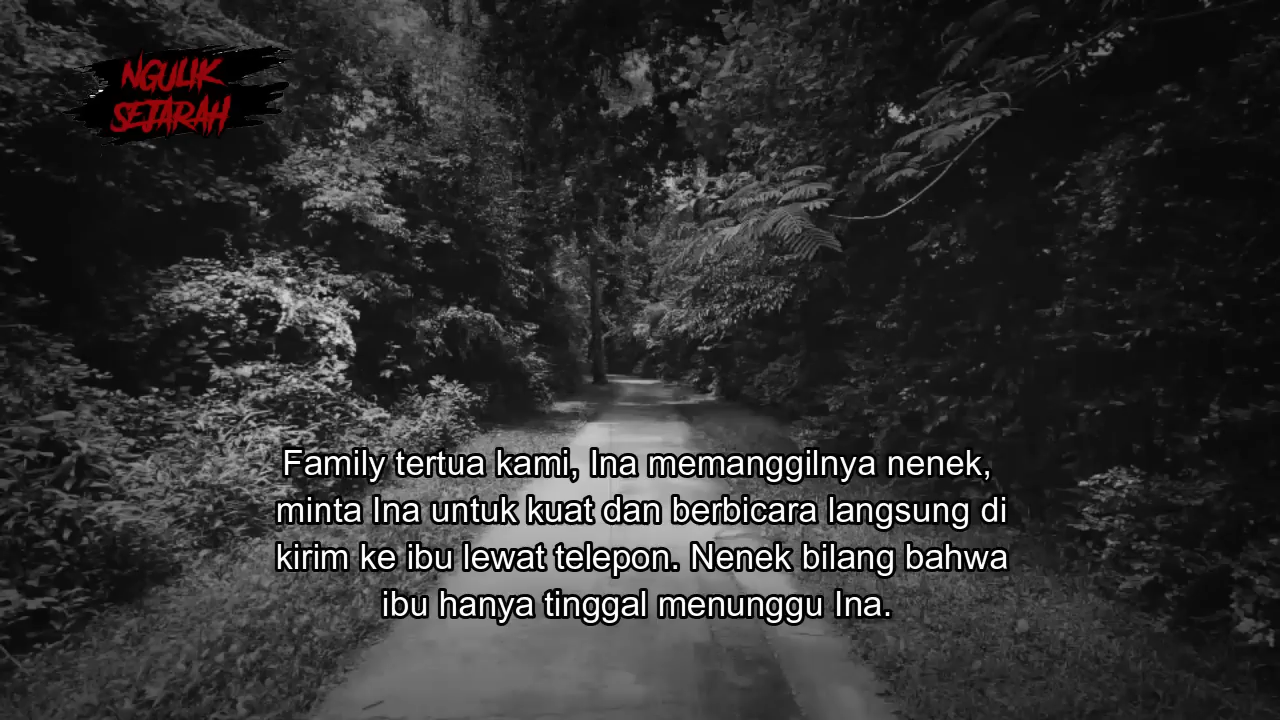 NGULIK
SEJARAH
Family tertua kami, Ina memanggilnya nenek,
minta Ina untuk kuat dan berbicara langsung di
kirim ke ibu lewat telepon. Nenek bilang bahwa
ibu hanya tinggal menunggu Ina.